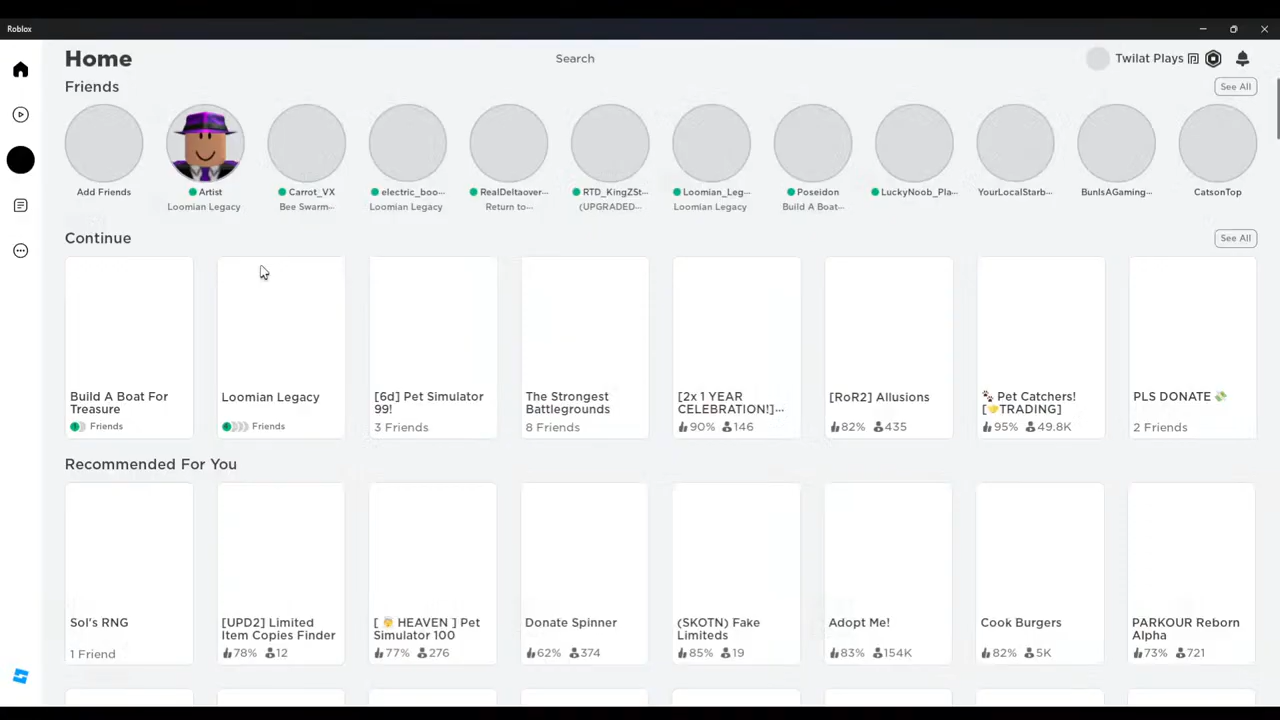 Roblox
Home
Search
Twilat Plays
Friends
See All
Add Friends
Artist
Carrot_VX
electric_boo...
RealDeltaover...
RTD_KingZSt...
Loomian_Leg...
Poseidon
LuckyNoob_Pla...
YourLocalStarb...
BunIsAGaming...
CatsonTop
Loomian Legacy
Bee Swarm...
Loomian Legacy
Return to...
(UPGRADED...
Loomian Legacy
Build A Boat...
Continue
See All
Build A Boat For
Treasure
Friends
Loomian Legacy
Friends
[6d] Pet Simulator
99!
3 Friends
The Strongest
Battlegrounds
8 Friends
[2x 1 YEAR
CELEBRATION!]...
90% 146
[RoR2] Allusions
82% 435
🐾 Pet Catchers!
[🤝TRADING]
95% 49.8K
PLS DONATE 💸
2 Friends
Recommended For You
Sol's RNG
1 Friend
[UPD2] Limited
Item Copies Finder
78% 12
[ 😇 HEAVEN ] Pet
Simulator 100
77% 276
Donate Spinner
62% 374
(SKOTN) Fake
Limiteds
85% 19
Adopt Me!
83% 154K
Cook Burgers
82% 5K
PARKOUR Reborn
Alpha
73% 721